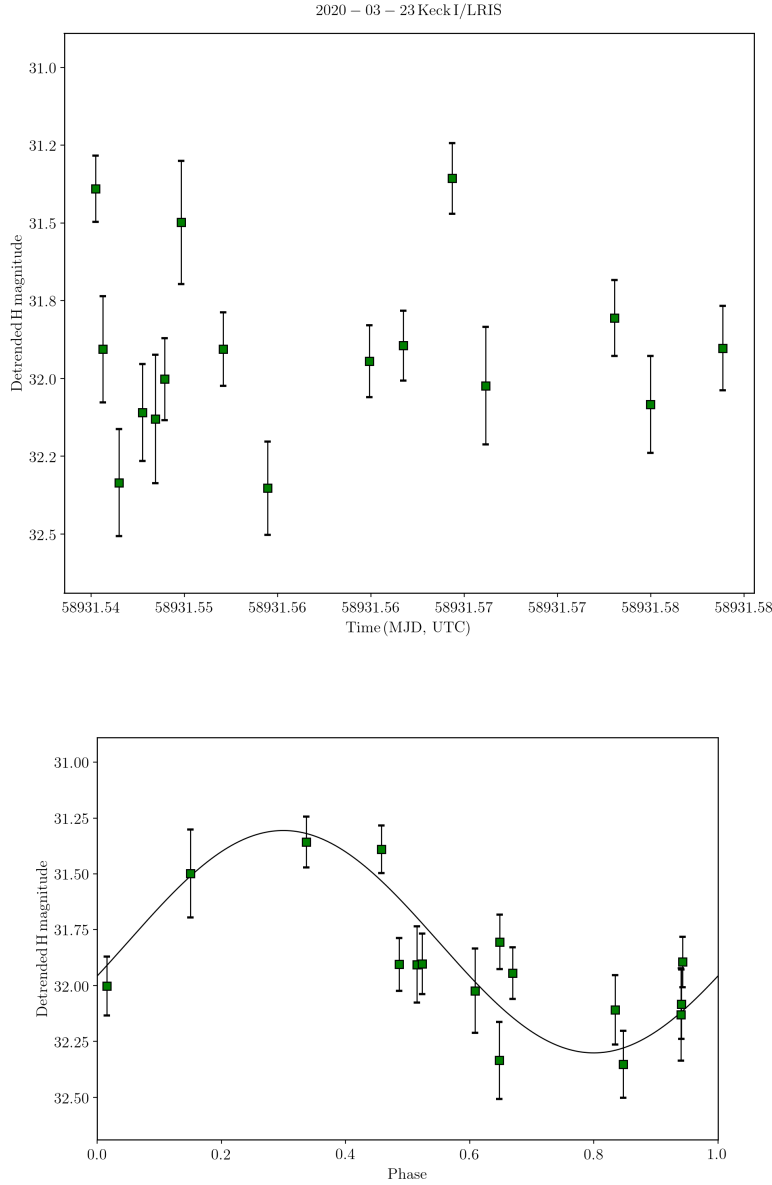 2020 − 03 − 23 Keck I/LRIS
31.0
31.2
31.5
31.8
32.0
32.2
32.5
Detrended H magnitude
58931.54 58931.55 58931.56 58931.56 58931.57 58931.57 58931.58 58931.58
Time (MJD, UTC)
31.00
31.25
31.50
31.75
32.00
32.25
32.50
Detrended H magnitude
0.0 0.2 0.4 0.6 0.8 1.0
Phase